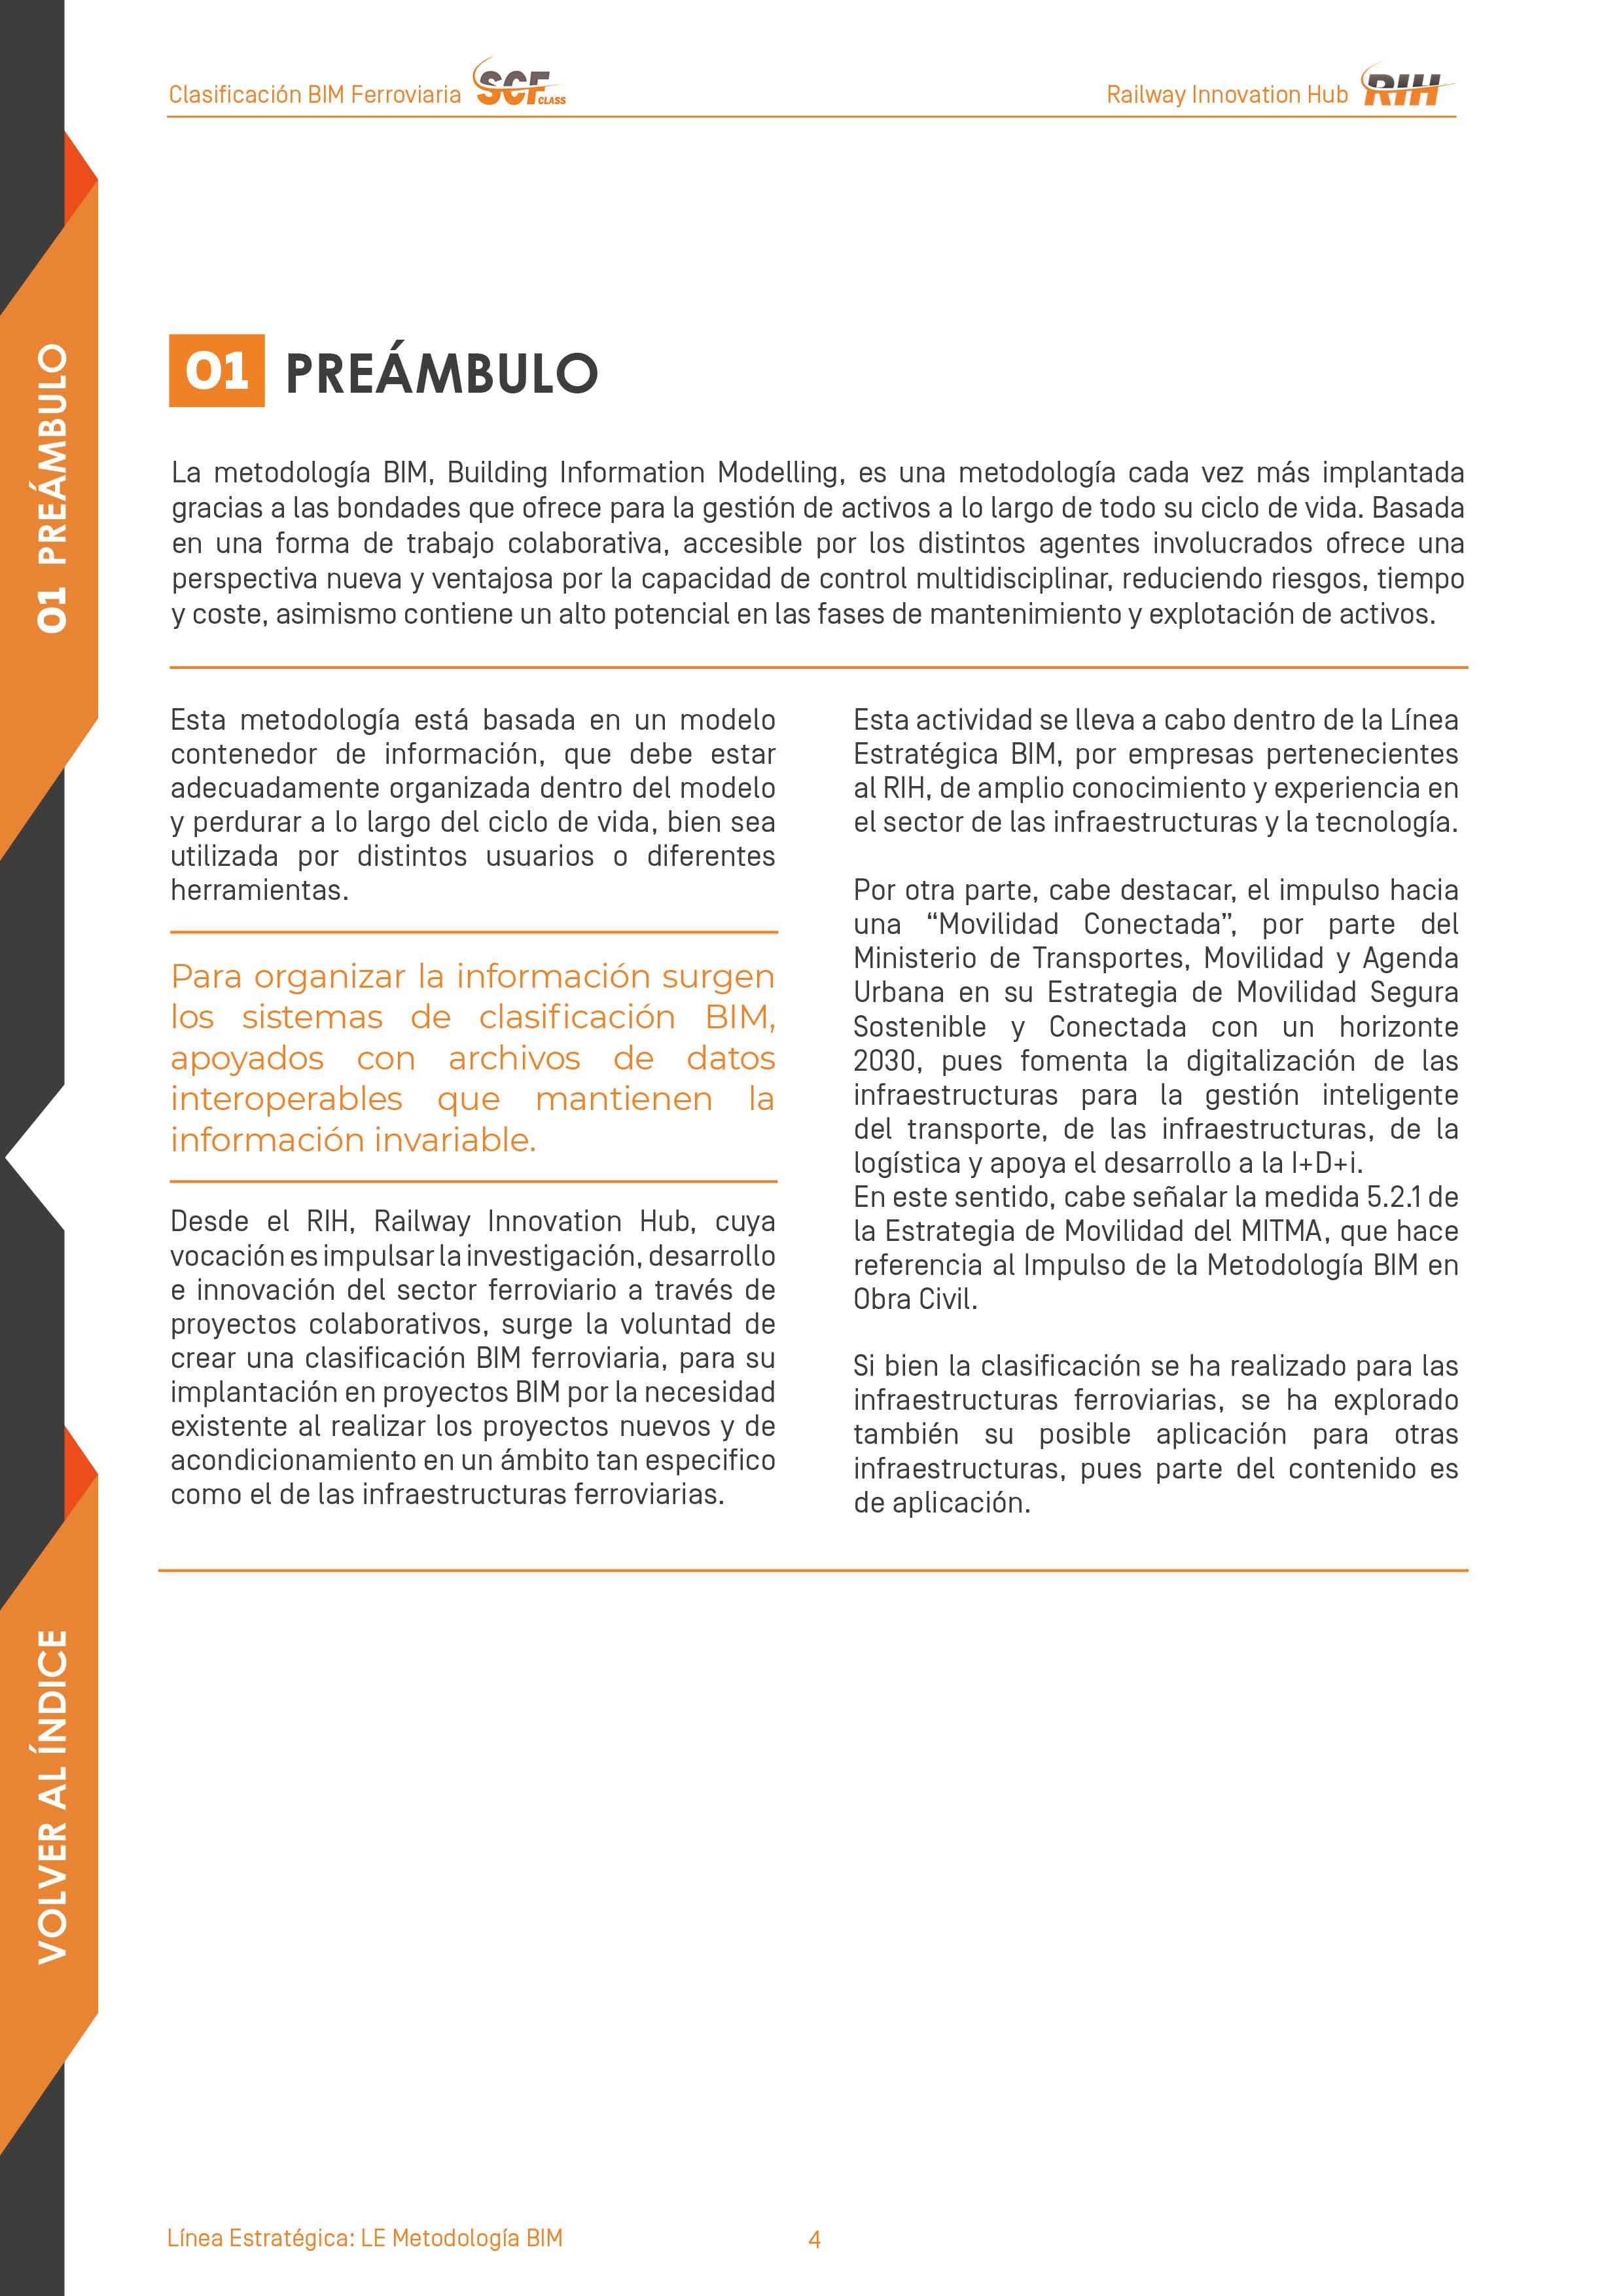 Clasificación BIM Ferroviaria SCF CLASS
Railway Innovation Hub RIH
01 PREÁMBULO
01 PREÁMBULO
La metodología BIM, Building Information Modelling, es una metodología cada vez más implantada
gracias a las bondades que ofrece para la gestión de activos a lo largo de todo su ciclo de vida. Basada
en una forma de trabajo colaborativa, accesible por los distintos agentes involucrados ofrece una
perspectiva nueva y ventajosa por la capacidad de control multidisciplinar, reduciendo riesgos, tiempo
y coste, asimismo contiene un alto potencial en las fases de mantenimiento y explotación de activos.
Esta metodología está basada en un modelo
contenedor de información, que debe estar
adecuadamente organizada dentro del modelo
y perdurar a lo largo del ciclo de vida, bien sea
utilizada por distintos usuarios o diferentes
herramientas.
Para organizar la información surgen
los sistemas de clasificación BIM,
apoyados con archivos de datos
interoperables que mantienen la
información invariable.
Desde el RIH, Railway Innovation Hub, cuya
vocación es impulsar la investigación, desarrollo
e innovación del sector ferroviario a través de
proyectos colaborativos, surge la voluntad de
crear una clasificación BIM ferroviaria, para su
implantación en proyectos BIM por la necesidad
existente al realizar los proyectos nuevos y de
acondicionamiento en un ámbito tan especifico
como el de las infraestructuras ferroviarias.
Esta actividad se lleva a cabo dentro de la Línea
Estratégica BIM, por empresas pertenecientes
al RIH, de amplio conocimiento y experiencia en
el sector de las infraestructuras y la tecnología.
Por otra parte, cabe destacar, el impulso hacia
una “Movilidad Conectada”, por parte del
Ministerio de Transportes, Movilidad y Agenda
Urbana en su Estrategia de Movilidad Segura
Sostenible y Conectada con un horizonte
2030, pues fomenta la digitalización de las
infraestructuras para la gestión inteligente
del transporte, de las infraestructuras, de la
logística y apoya el desarrollo a la I+D+i.
En este sentido, cabe señalar la medida 5.2.1 de
la Estrategia de Movilidad del MITMA, que hace
referencia al Impulso de la Metodología BIM en
Obra Civil.
Si bien la clasificación se ha realizado para las
infraestructuras ferroviarias, se ha explorado
también su posible aplicación para otras
infraestructuras, pues parte del contenido es
de aplicación.
VOLVER AL ÍNDICE
Línea Estratégica: LE Metodología BIM
4